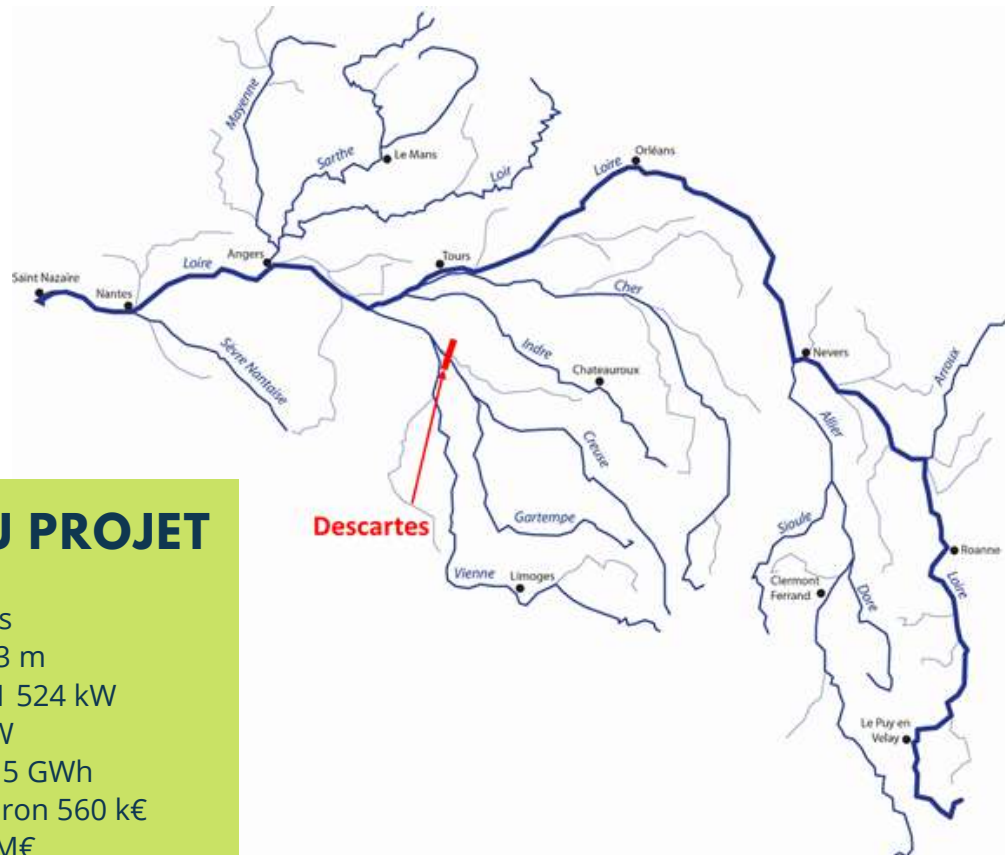 Mayenne
Sarthe
Le Mans
Loir
Orléans
Loire
Angers
Tours
Loire
Saint Nazaire
Nantes
Cher
Sèvre Nantaise
Indre
Chateauroux
Nevers
Arroux
Allier
Creuse
Descartes
Gartempe
Sioule
Roanne
Vienne
Limoges
Clermont
Ferrand
Dore
Loire
Le Puy en
Velay
U PROJET
s
3 m
1 524 kW
W
5 GWh
ron 560 k€
M€